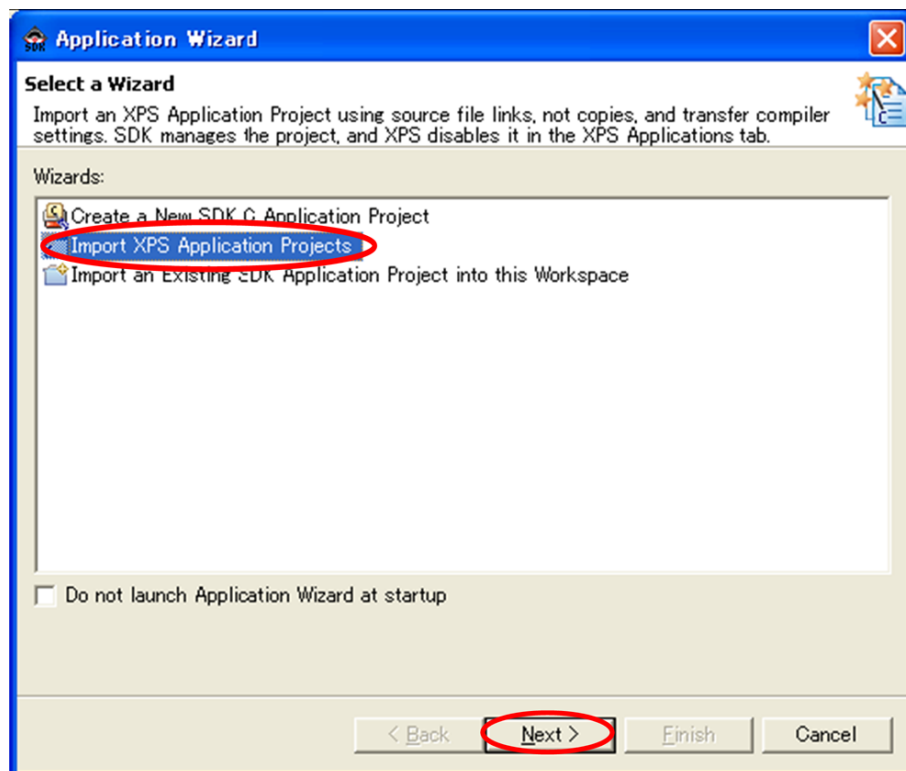 SDK Application Wizard
Select a Wizard
Import an XPS Application Project using source file links, not copies, and transfer compiler
settings. SDK manages the project, and XPS disables it in the XPS Applications tab.
Wizards:
Create a New SDK C Application Project
Import XPS Application Projects
Import an Existing SDK Application Project into this Workspace
Do not launch Application Wizard at startup
< Back Next > Finish Cancel